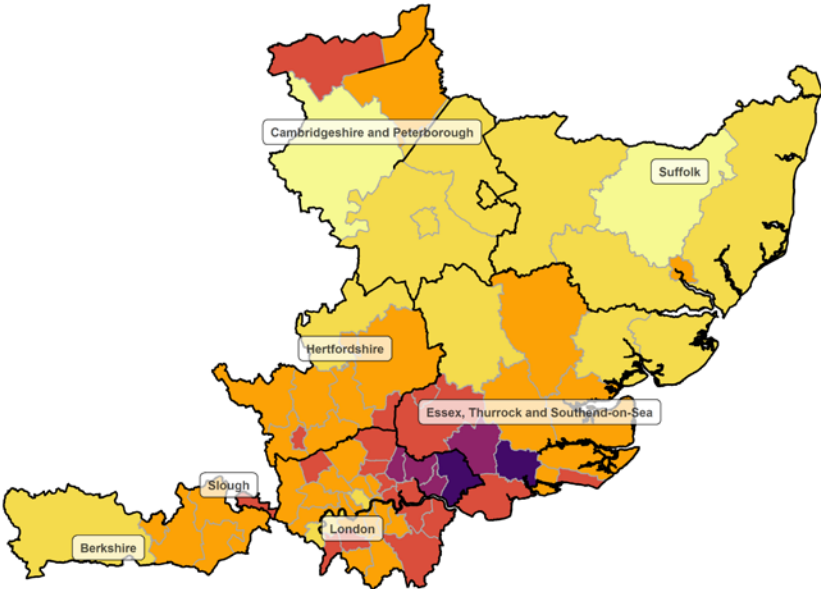 Cambridgeshire and Peterborough
Suffolk
Hertfordshire
Essex, Thurrock and Southend-on-Sea
Slough
London
Berkshire